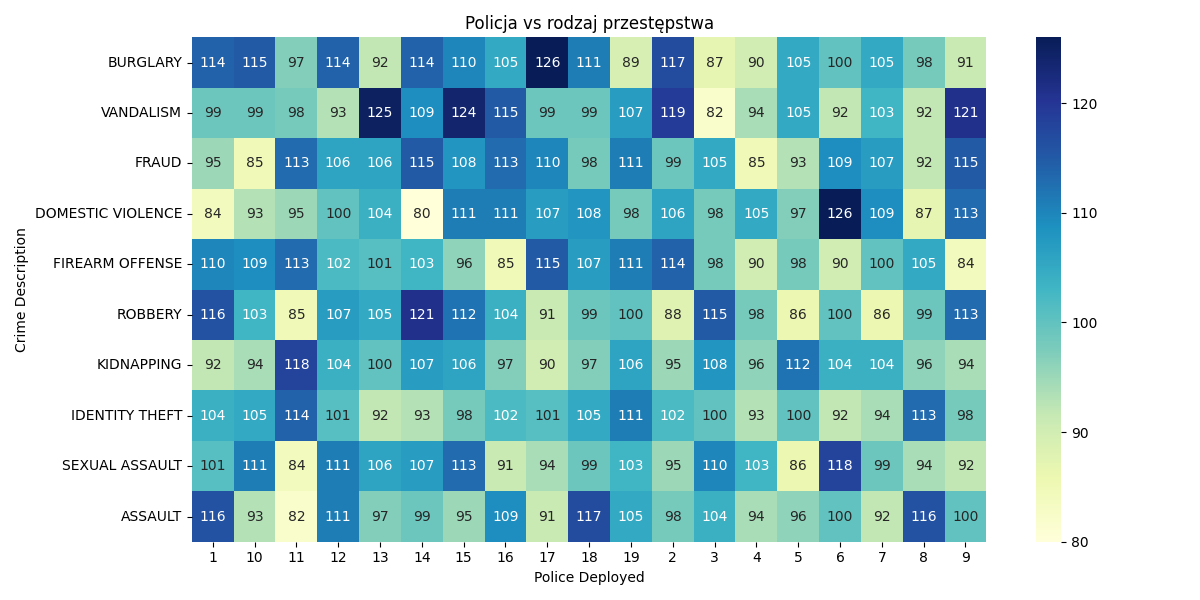 Policja vs rodzaj przestępstwa
Crime Description
BURGLARY 114 115 97 114 92 114 110 105 126 111 89 117 87 90 105 100 105 98 91
VANDALISM 99 99 98 93 125 109 124 115 99 99 107 119 82 94 105 92 103 92 121
FRAUD 95 85 113 106 106 115 108 113 110 98 111 99 105 85 93 109 107 92 115
DOMESTIC VIOLENCE 84 93 95 100 104 80 111 111 107 108 98 106 98 105 97 126 109 87 113
FIREARM OFFENSE 110 109 113 102 101 103 96 85 115 107 111 114 98 90 98 90 100 105 84
ROBBERY 116 103 85 107 105 121 112 104 91 99 100 88 115 98 86 100 86 99 113
KIDNAPPING 92 94 118 104 100 107 106 97 90 97 106 95 108 96 112 104 104 96 94
IDENTITY THEFT 104 105 114 101 92 93 98 102 101 105 111 102 100 93 100 92 94 113 98
SEXUAL ASSAULT 101 111 84 111 106 107 113 91 94 99 103 95 110 103 86 118 99 94 92
ASSAULT 116 93 82 111 97 99 95 109 91 117 105 98 104 94 96 100 92 116 100
1 10 11 12 13 14 15 16 17 18 19 2 3 4 5 6 7 8 9
Police Deployed
120
110
100
90
80